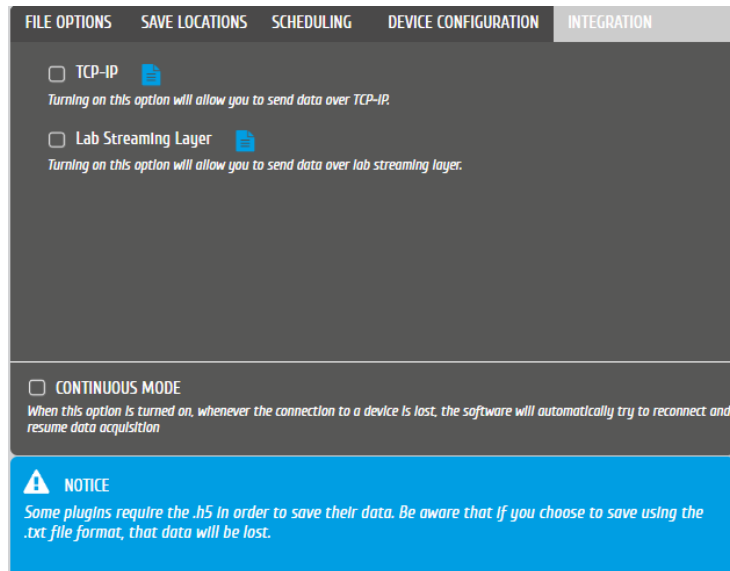 FILE OPTIONS SAVE LOCATIONS SCHEDULING DEVICE CONFIGURATION INTEGRATION
TCP-IP
Turning on this option will allow you to send data over TCP-IP.
Lab Streaming Layer
Turning on this option will allow you to send data over lab streaming layer.
CONTINUOUS MODE
When this option is turned on, whenever the connection to a device is lost, the software will automatically try to reconnect and
resume data acquisition
NOTICE
Some plugins require the .h5 in order to save their data. Be aware that if you choose to save using the
.txt file format, that data will be lost.